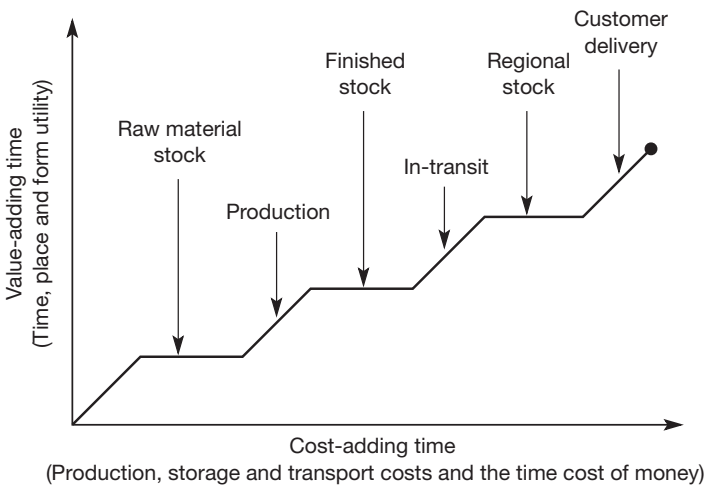 Customer
delivery
Finished
stock
Regional
stock
Raw material
stock
In-transit
Production
Value-adding time
(Time, place and form utility)
Cost-adding time
(Production, storage and transport costs and the time cost of money)